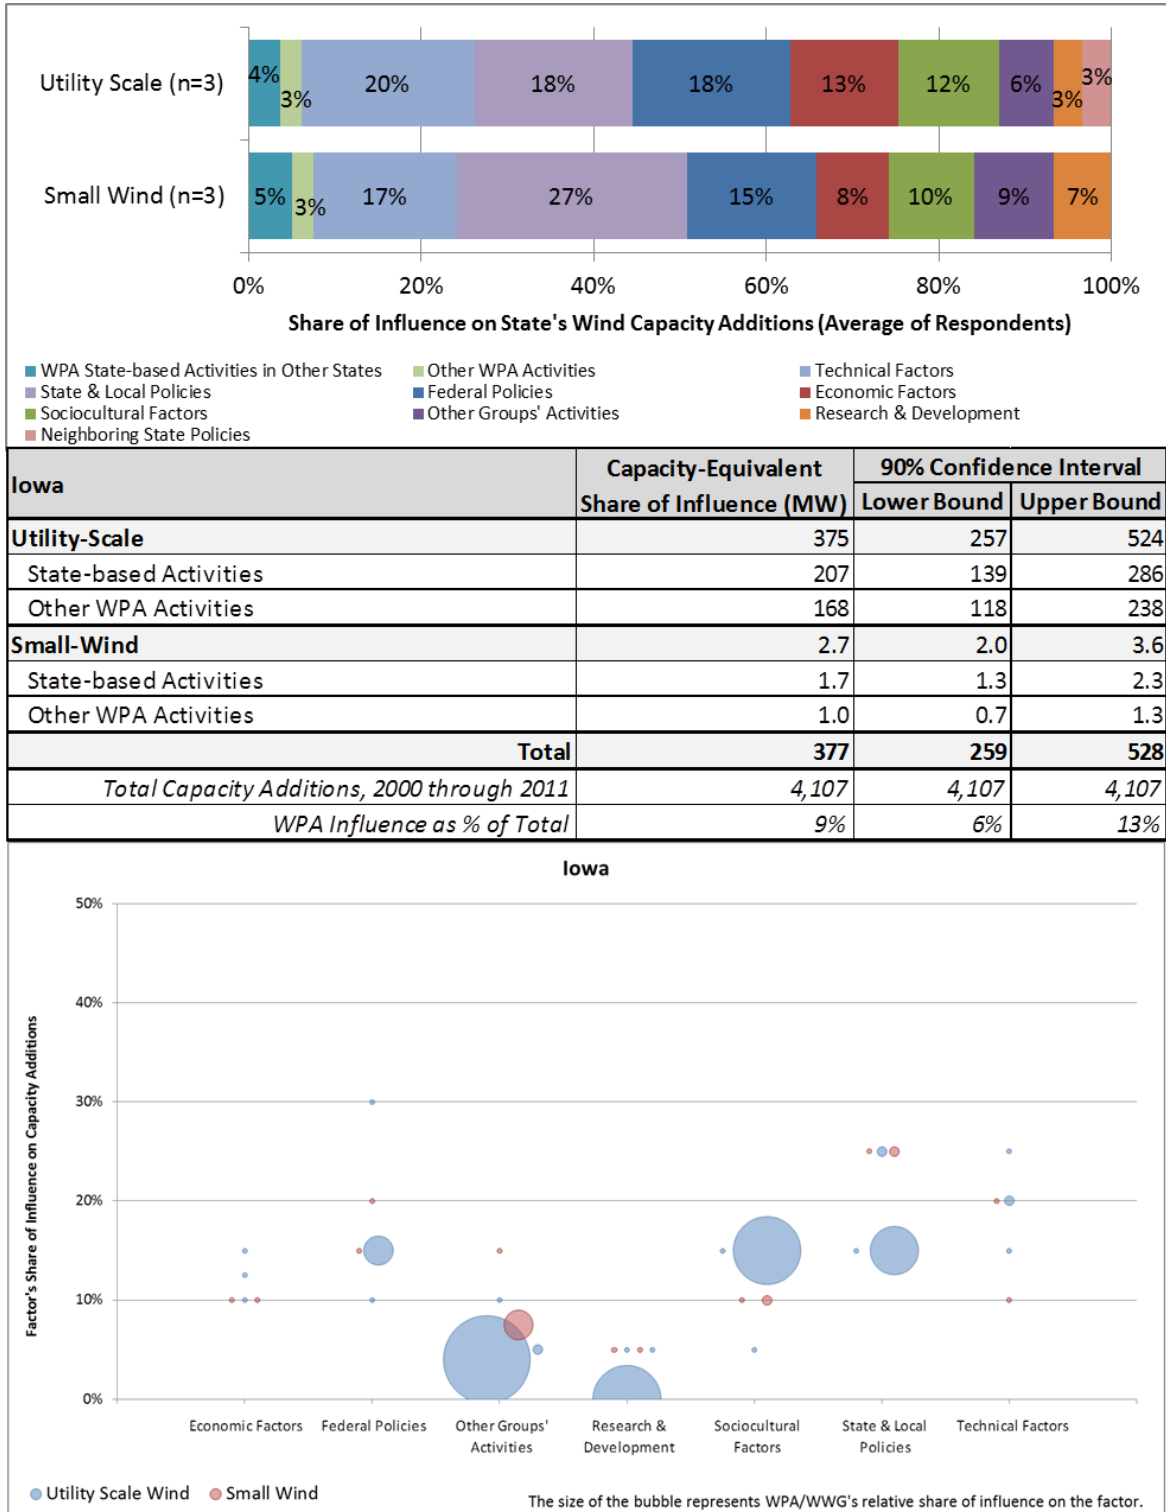 Utility Scale (n=3)
4% 3% 20% 18% 18% 13% 12% 6% 3% 3%
Small Wind (n=3)
5% 3% 17% 27% 15% 8% 10% 9% 7%
0% 20% 40% 60% 80% 100%
Share of Influence on State's Wind Capacity Additions (Average of Respondents)
WPA State-based Activities in Other States Other WPA Activities Technical Factors
State & Local Policies Federal Policies Economic Factors
Sociocultural Factors Other Groups' Activities Research & Development
Neighboring State Policies
Iowa Capacity-Equivalent 90% Confidence Interval
Share of Influence (MW) Lower Bound Upper Bound
Utility-Scale 375 257 524
State-based Activities 207 139 286
Other WPA Activities 168 118 238
Small-Wind 2.7 2.0 3.6
State-based Activities 1.7 1.3 2.3
Other WPA Activities 1.0 0.7 1.3
Total 377 259 528
Total Capacity Additions, 2000 through 2011 4,107 4,107 4,107
WPA Influence as % of Total 9% 6% 13%
Iowa
Factor's Share of Influence on Capacity Additions
50%
40%
30%
20%
10%
0%
Economic Factors Federal Policies Other Groups' Research & Sociocultural State & Local Technical Factors
Activities Development Factors Policies
Utility Scale Wind Small Wind
The size of the bubble represents WPA/WWG's relative share of influence on the factor.